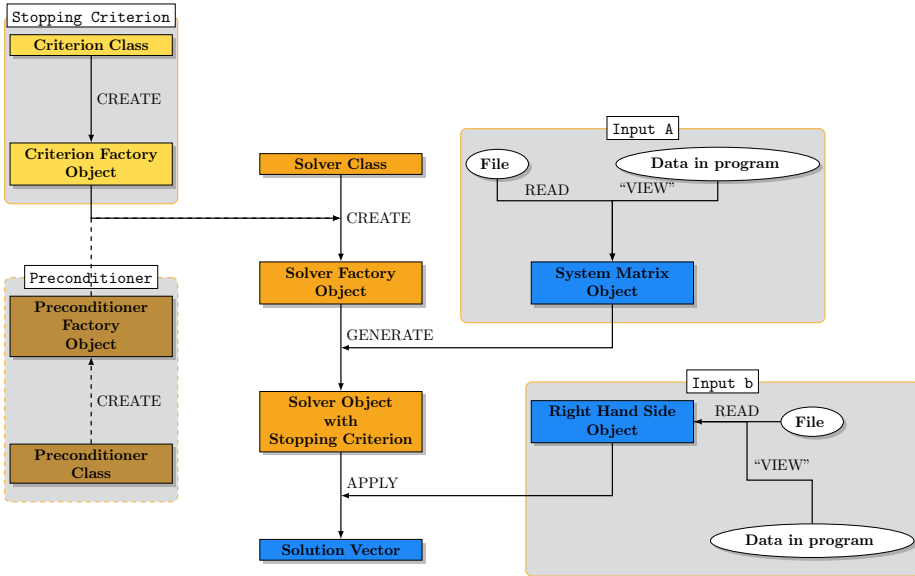 Stopping Criterion
Criterion Class
CREATE
Criterion Factory
Object
Preconditioner
Preconditioner
Factory
Object
CREATE
Preconditioner
Class
Solver Class
CREATE
Solver Factory
Object
GENERATE
Solver Object
with
Stopping Criterion
APPLY
Solution Vector
Input A
File
Data in program
READ
“VIEW”
System Matrix
Object
Input b
Right Hand Side
Object
READ
File
“VIEW”
Data in program